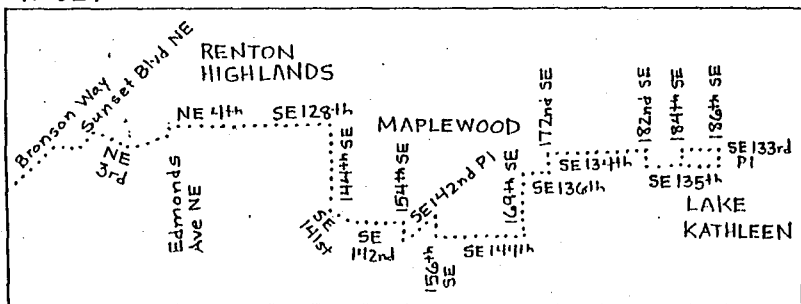 RENTON
HIGHLANDS
Bronson Way
Sunset Blvd NE
NE
3rd
NE 4th
SE 128th
Edmonds
Ave NE
144th SE
MAPLEWOOD
SE
141st
SE
142nd
154th SE
SE 142nd Pl
156th
SE
SE 144th
169th SE
172nd SE
SE 136th
SE 134th
182nd
SE
184th
SE
186th
SE
SE 133rd
Pl
SE 135th
LAKE
KATHLEEN